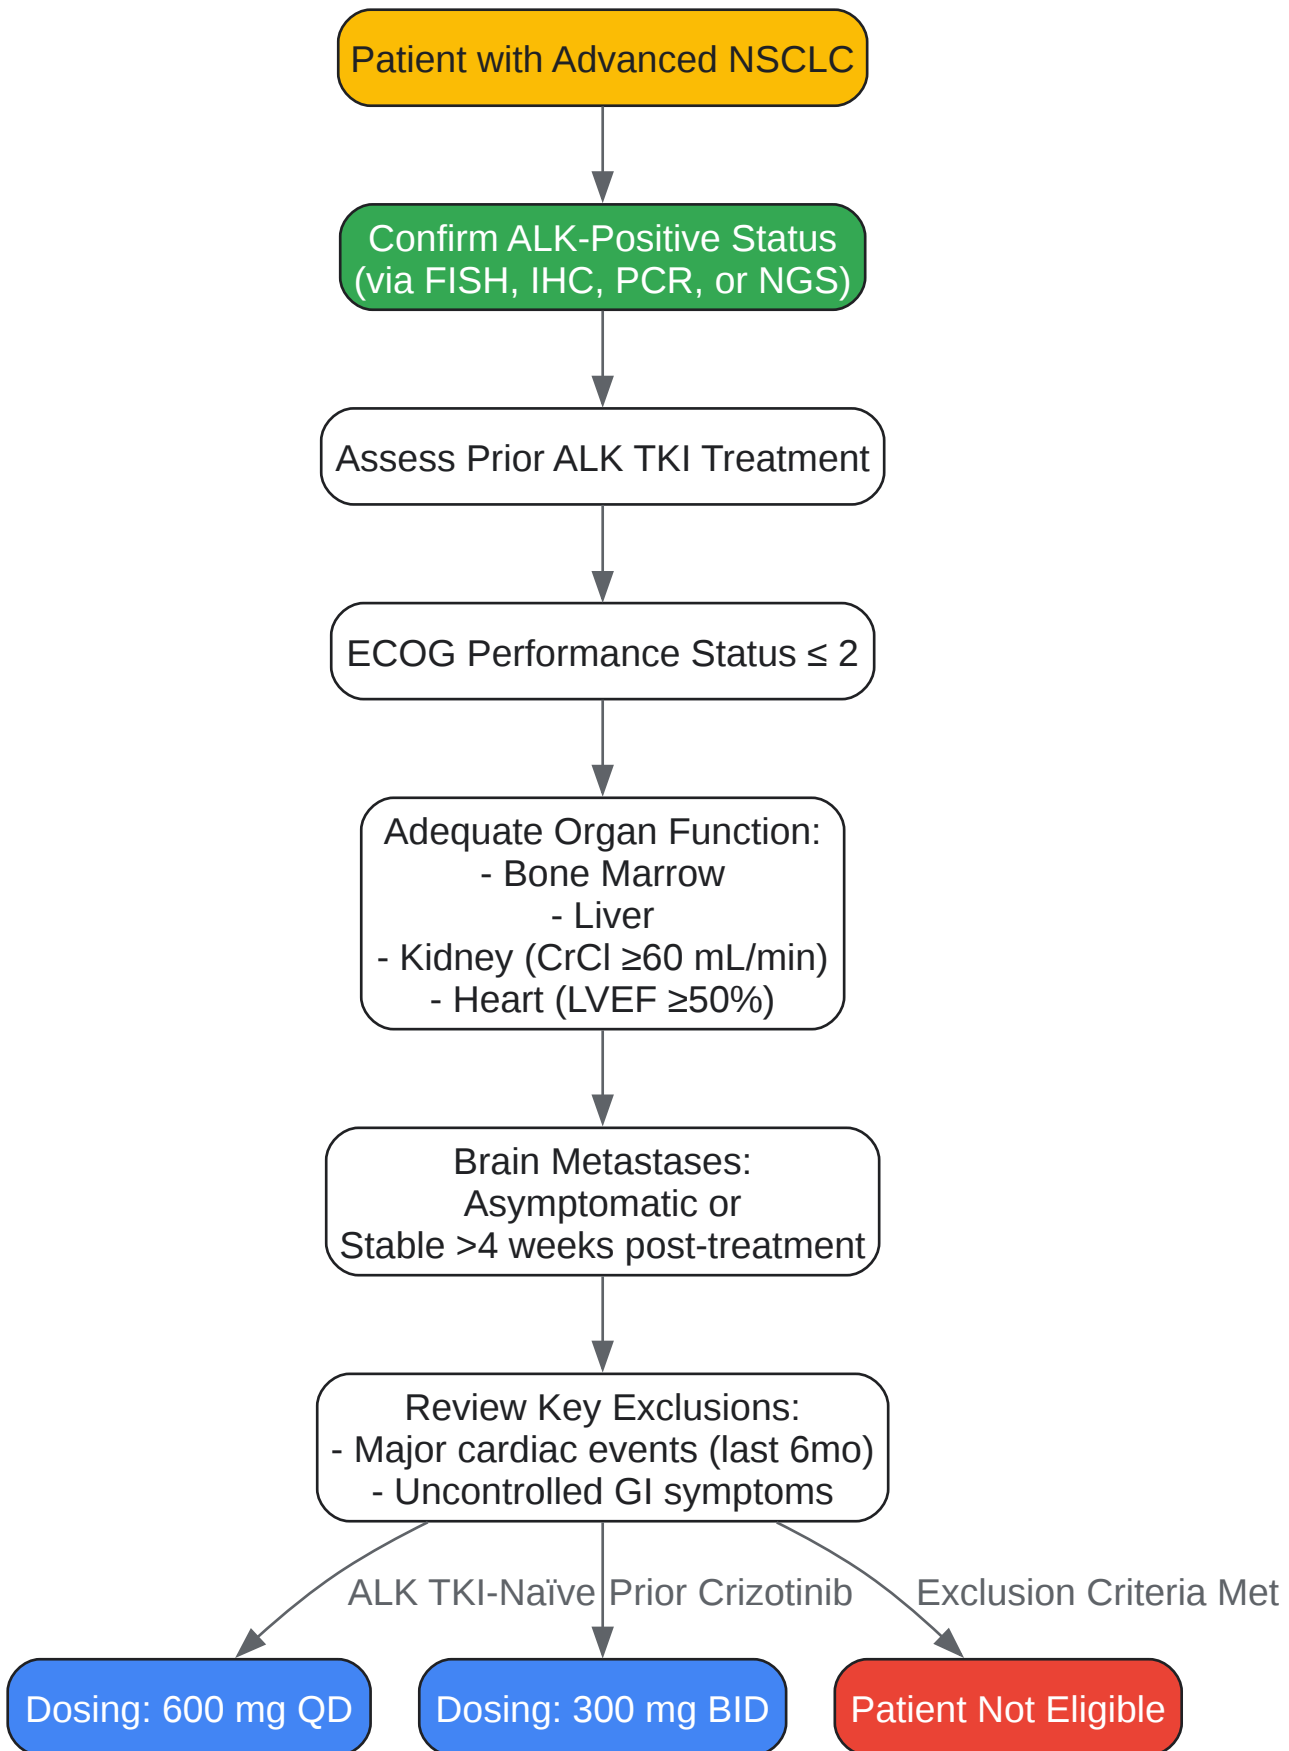 Patient with Advanced NSCLC
Confirm ALK-Positive Status
(via FISH, IHC, PCR, or NGS)
Assess Prior ALK TKI Treatment
ECOG Performance Status ≤ 2
Adequate Organ Function:
- Bone Marrow
- Liver
- Kidney (CrCl ≥60 mL/min)
- Heart (LVEF ≥50%)
Brain Metastases:
Asymptomatic or
Stable >4 weeks post-treatment
Review Key Exclusions:
- Major cardiac events (last 6mo)
- Uncontrolled GI symptoms
ALK TKI-Naïve
Prior Crizotinib
Exclusion Criteria Met
Dosing: 600 mg QD
Dosing: 300 mg BID
Patient Not Eligible